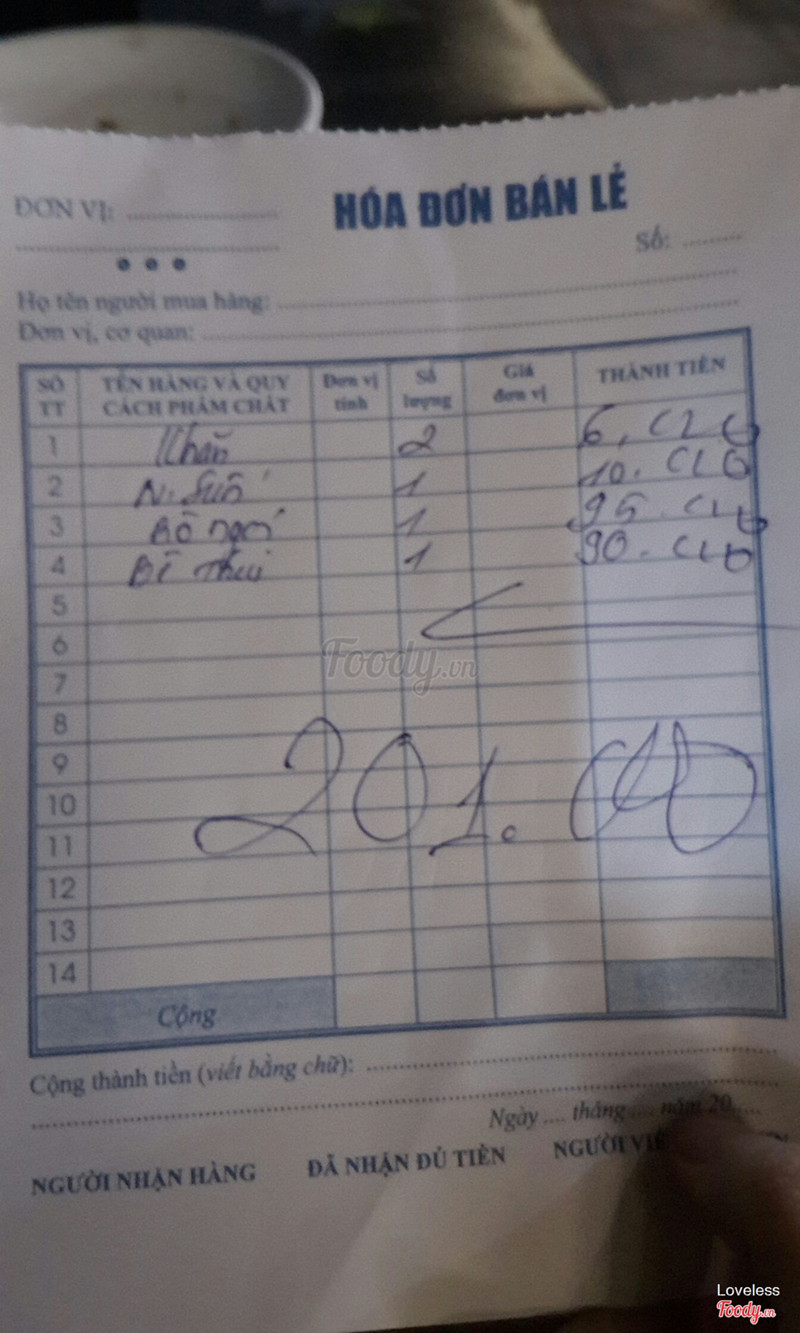 ĐƠN VỊ: ........................
HÓA ĐƠN BÁN LẺ
Số: .........
Họ tên người mua hàng: ........................
Đơn vị, cơ quan: ........................
SỐ TT TÊN HÀNG VÀ QUY CÁCH PHẨM CHẤT Đơn vị tính Số lượng Giá đơn vị THÀNH TIỀN
1 Khăn 2 6.000
2 N. Suối 1 10.000
3 Bò 1 95.000
4 Bê Thui 1 90.000
5
6
7
8
9
10
11
201.000
12
13
14
Cộng
Cộng thành tiền (viết bằng chữ): ........................
Ngày .... tháng .... năm 20.....
NGƯỜI NHẬN HÀNG ĐÃ NHẬN ĐỦ TIỀN NGƯỜI VIẾ
Foody.vn
Loveless
Foody.vn